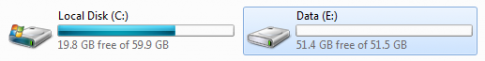 Local Disk (C:)
19.8 GB free of 59.9 GB
Data (E:)
51.4 GB free of 51.5 GB